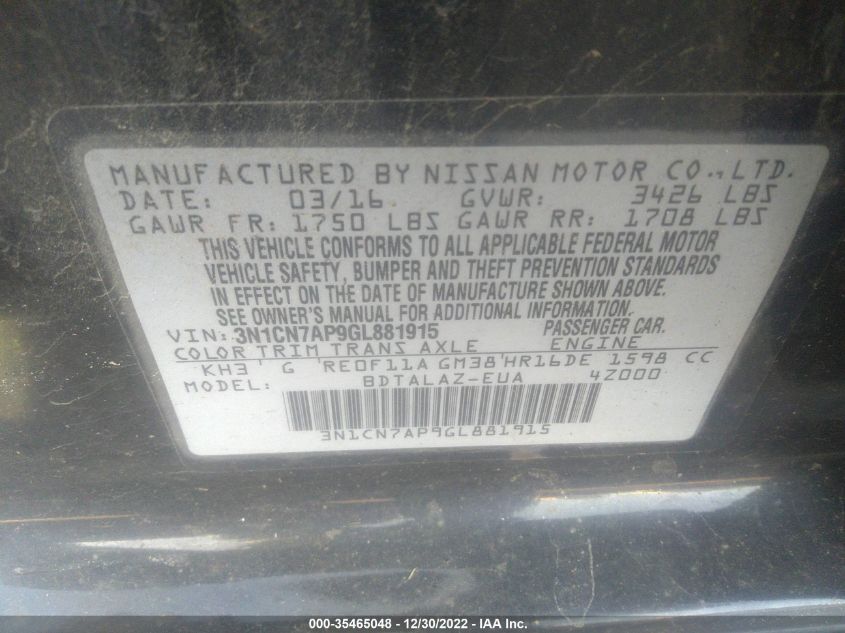 MANUFACTURED BY NISSAN MOTOR CO.,LTD.
DATE: 03/16 GVWR: 3426 LBS
GAWR FR: 1750 LBS GAWR RR: 1708 LBS
THIS VEHICLE CONFORMS TO ALL APPLICABLE FEDERAL MOTOR
VEHICLE SAFETY, BUMPER AND THEFT PREVENTION STANDARDS
IN EFFECT ON THE DATE OF MANUFACTURE SHOWN ABOVE.
SEE OWNER'S MANUAL FOR ADDITIONAL INFORMATION.
VIN: 3N1CN7AP9GL881915 PASSENGER CAR.
COLOR TRIM TRANS AXLE ENGINE
KH3 G RE0F11A GM38 HR16DE 1598 CC
MODEL: BDTALAZ-EUA 4Z000
3N1CN7AP9GL881915
000-35465048 - 12/30/2022 - IAA Inc.